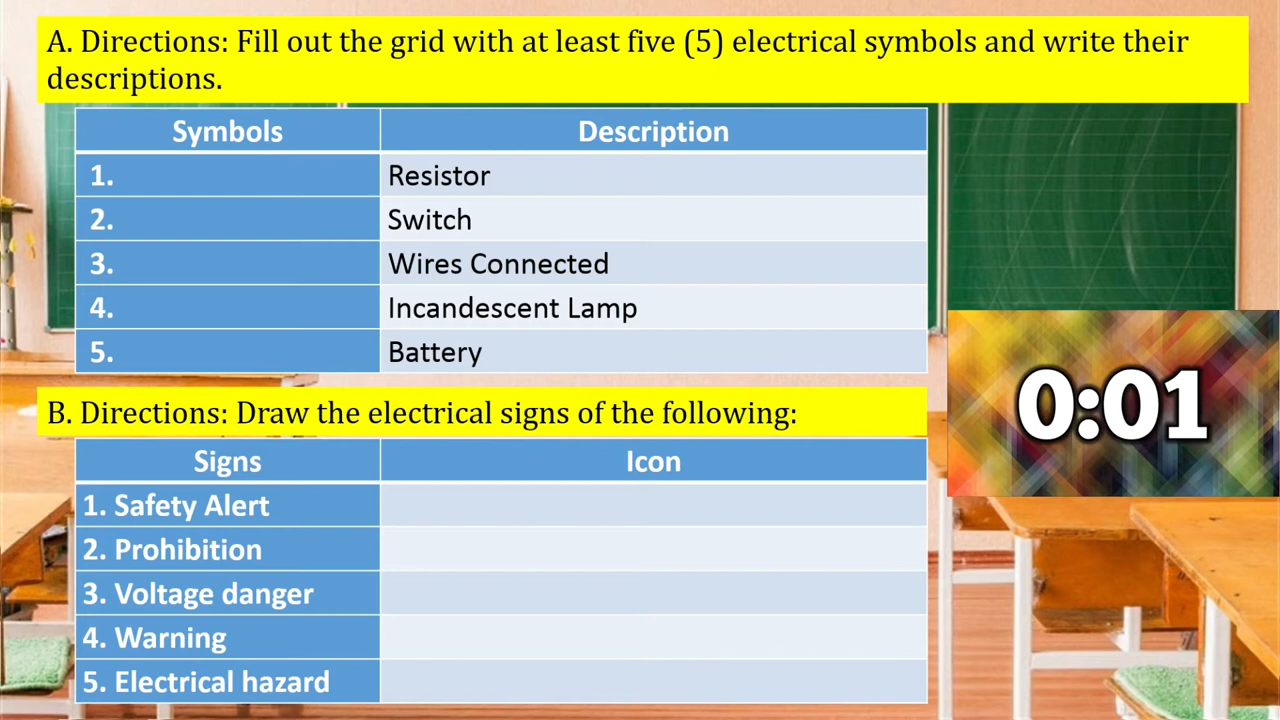 A. Directions: Fill out the grid with at least five (5) electrical symbols and write their
descriptions.
Symbols Description
1. Resistor
2. Switch
3. Wires Connected
4. Incandescent Lamp
5. Battery
0:01
B. Directions: Draw the electrical signs of the following:
Signs Icon
1. Safety Alert
2. Prohibition
3. Voltage danger
4. Warning
5. Electrical hazard